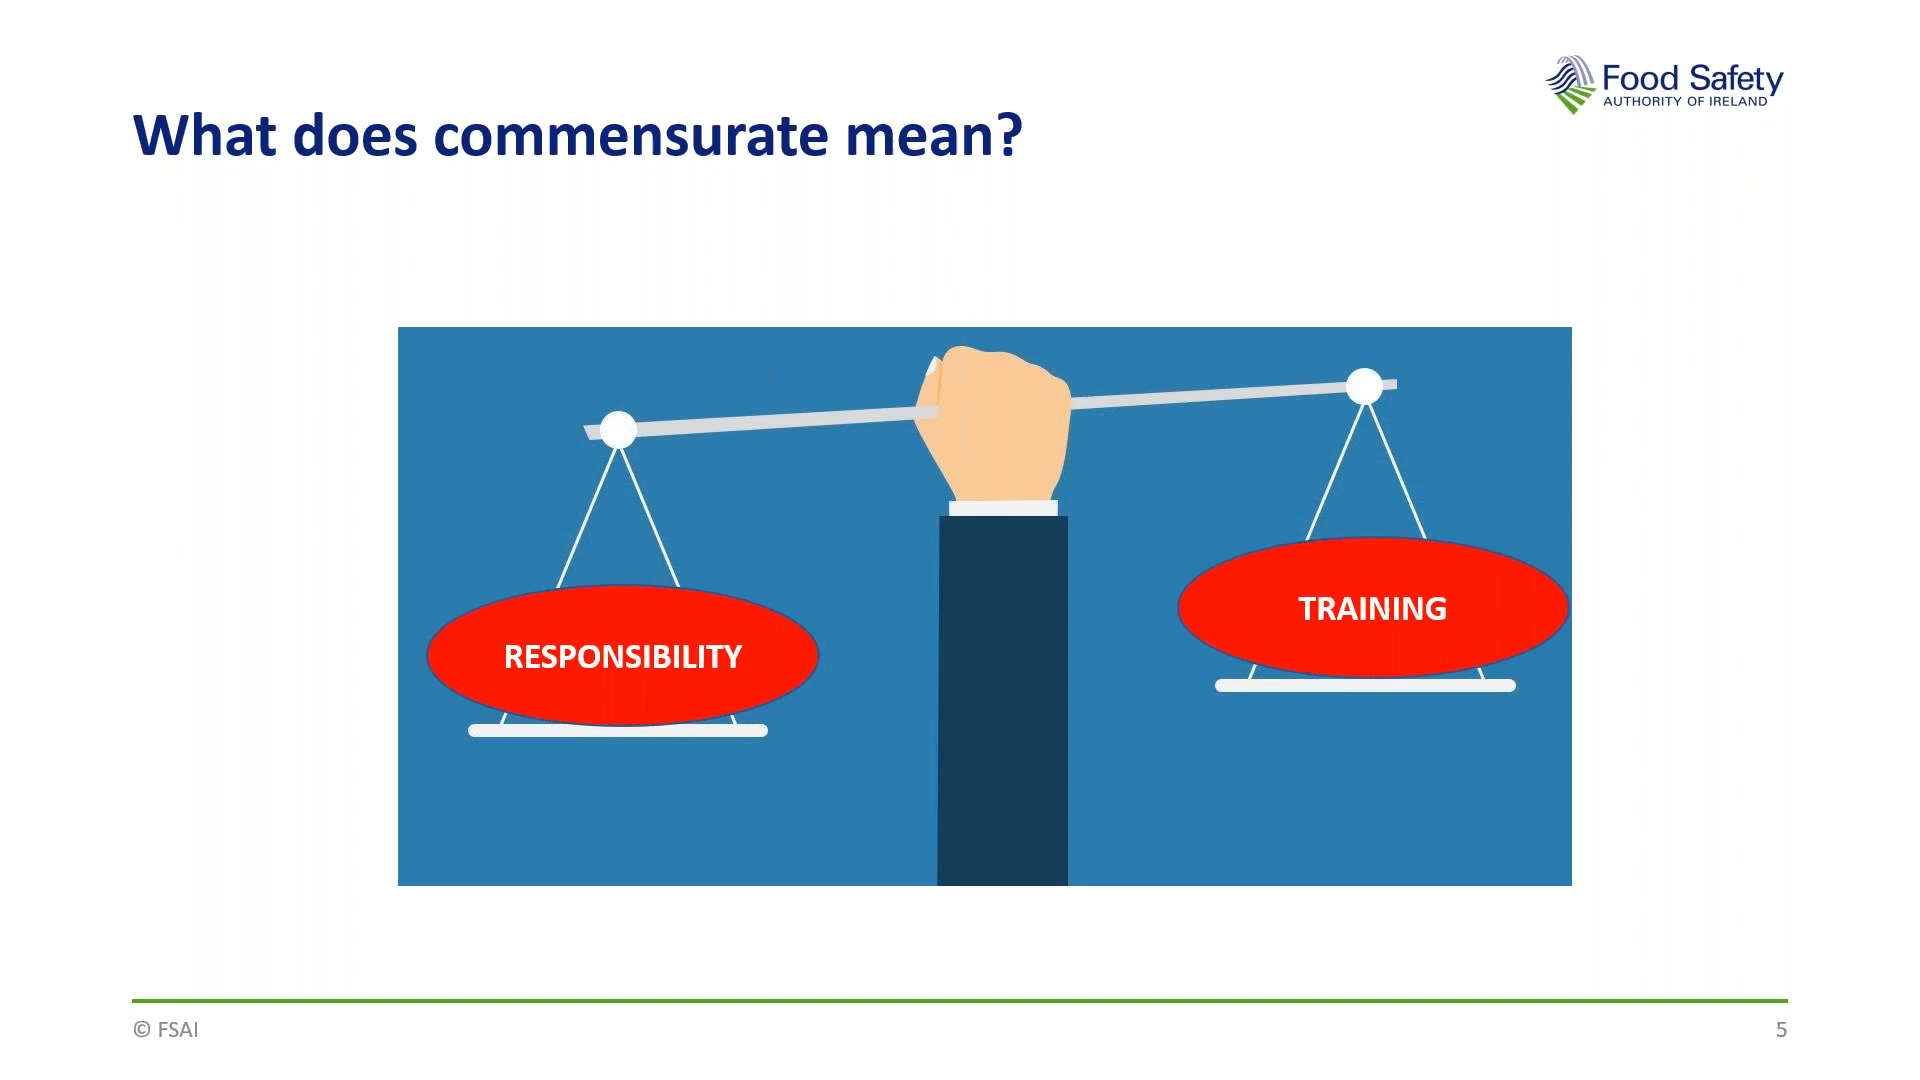 Food Safety
AUTHORITY OF IRELAND
What does commensurate mean?
RESPONSIBILITY
TRAINING
© FSAI
5